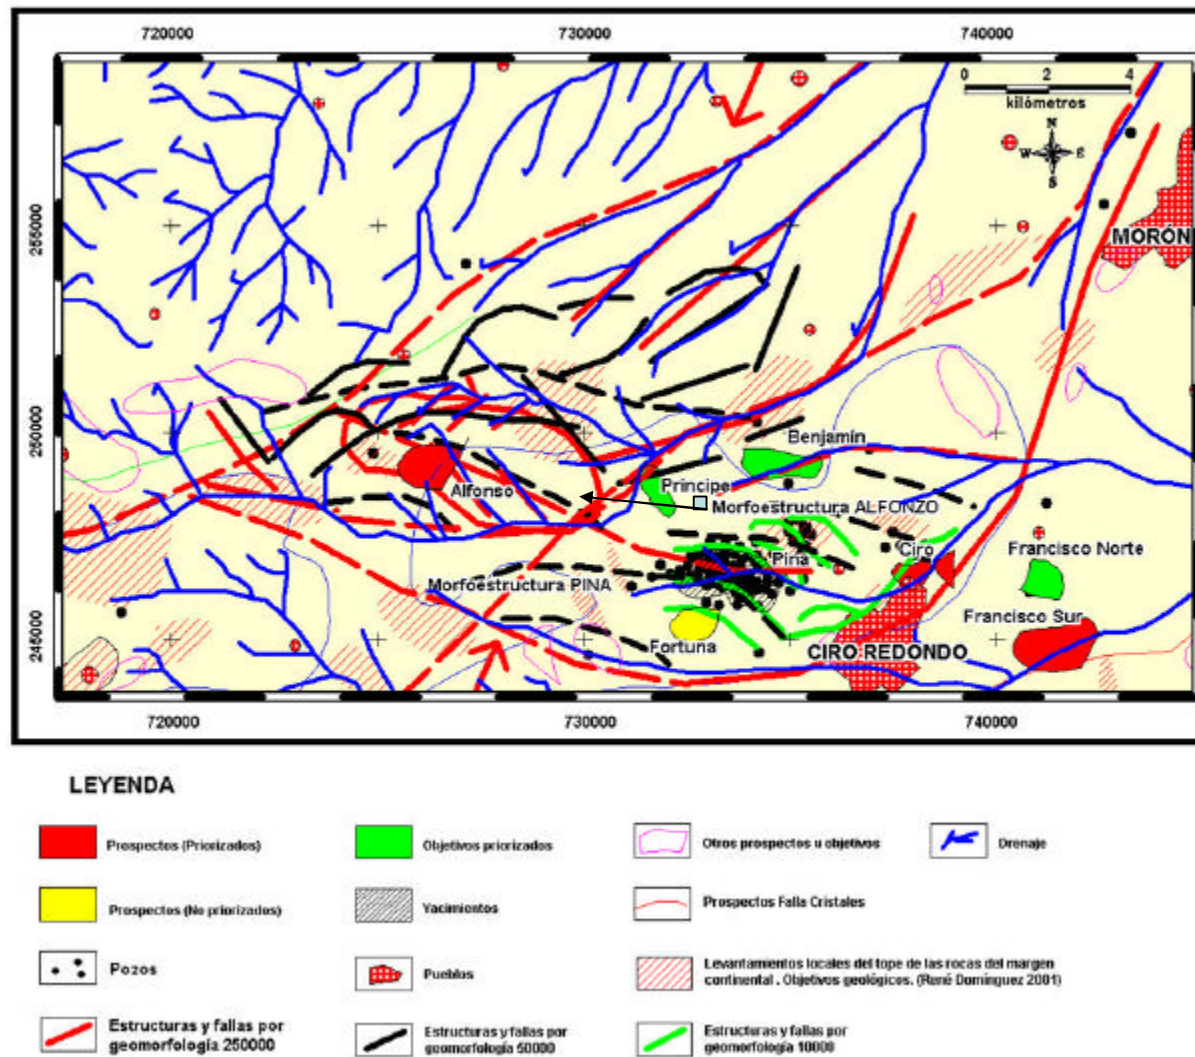 720000 730000 740000
0 2 4
kilómetros
N
W E
S
255000
MORÓN
250000
Benjamín
Principe
Alfonso
Morfoestructura ALFONZO
Pina
Ciro
Francisco Norte
Morfoestructura PINA
245000
Francisco Sur
Fortuna
CIRO REDONDO
720000 730000 740000
LEYENDA
Prospectos (Priorizados)
Objetivos priorizados
Otros prospectos u objetivos
Drenaje
Prospectos (No priorizados)
Yacimientos
Prospectos Falla Cristales
Pozos
Pueblos
Levantamientos locales del tope de las rocas del margen
continental . Objetivos geológicos. (René Domínguez 2001)
Estructuras y fallas por
geomorfología 250000
Estructuras y fallas por
geomorfología 50000
Estructuras y fallas por
geomorfología 10000